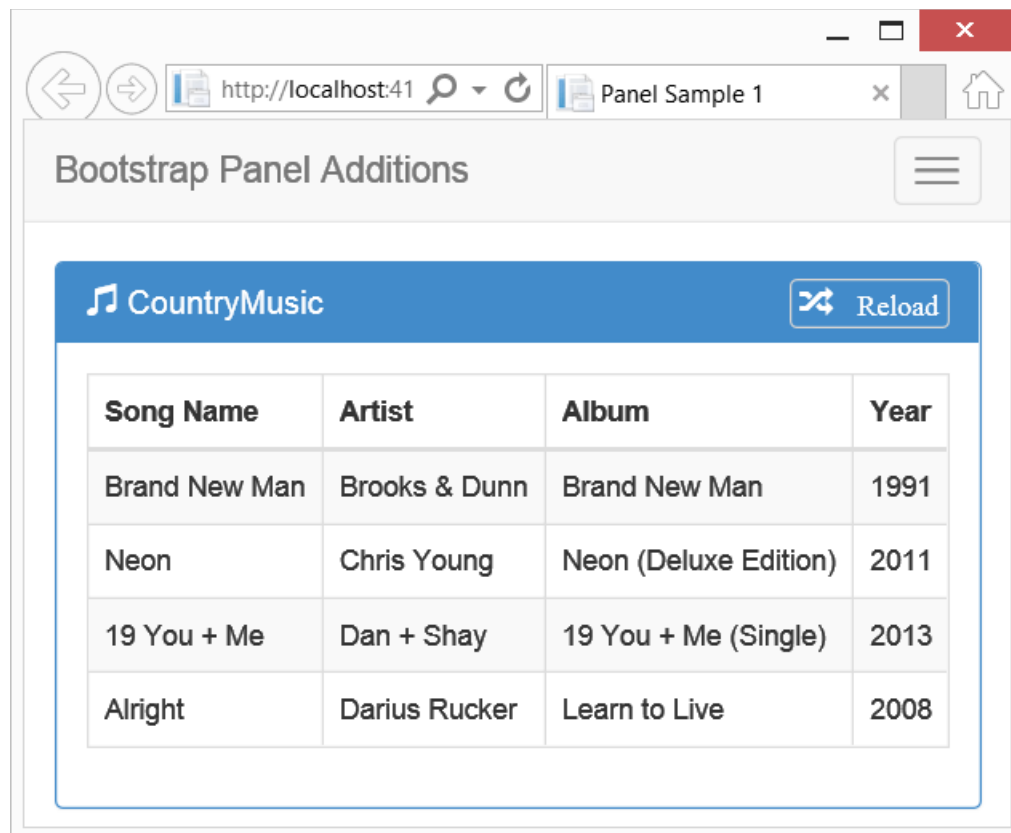 http://localhost:41 Panel Sample 1
Bootstrap Panel Additions
CountryMusic Reload
Song Name Artist Album Year
Brand New Man Brooks & Dunn Brand New Man 1991
Neon Chris Young Neon (Deluxe Edition) 2011
19 You + Me Dan + Shay 19 You + Me (Single) 2013
Alright Darius Rucker Learn to Live 2008